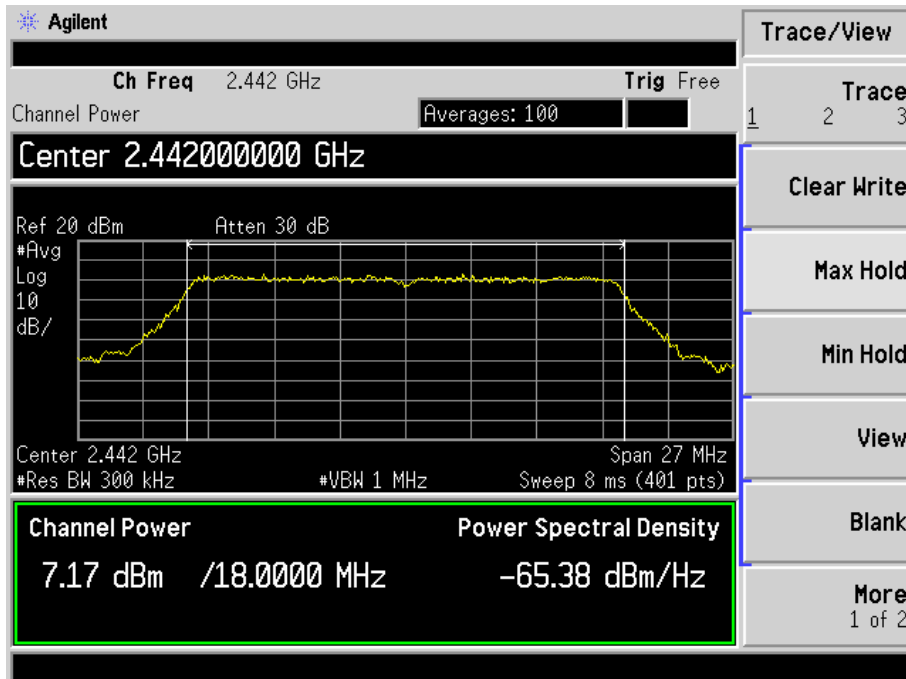 Agilent
Trace/View
Ch Freq 2.442 GHz Trig Free
Channel Power Averages: 100
Trace
1 2 3
Center 2.442000000 GHz
Clear Write
Ref 20 dBm Atten 30 dB
#Avg
Log
10
dB/
Max Hold
Min Hold
View
Center 2.442 GHz Span 27 MHz
#Res BW 300 kHz #VBW 1 MHz Sweep 8 ms (401 pts)
Blank
Channel Power Power Spectral Density
7.17 dBm /18.0000 MHz -65.38 dBm/Hz
More
1 of 2